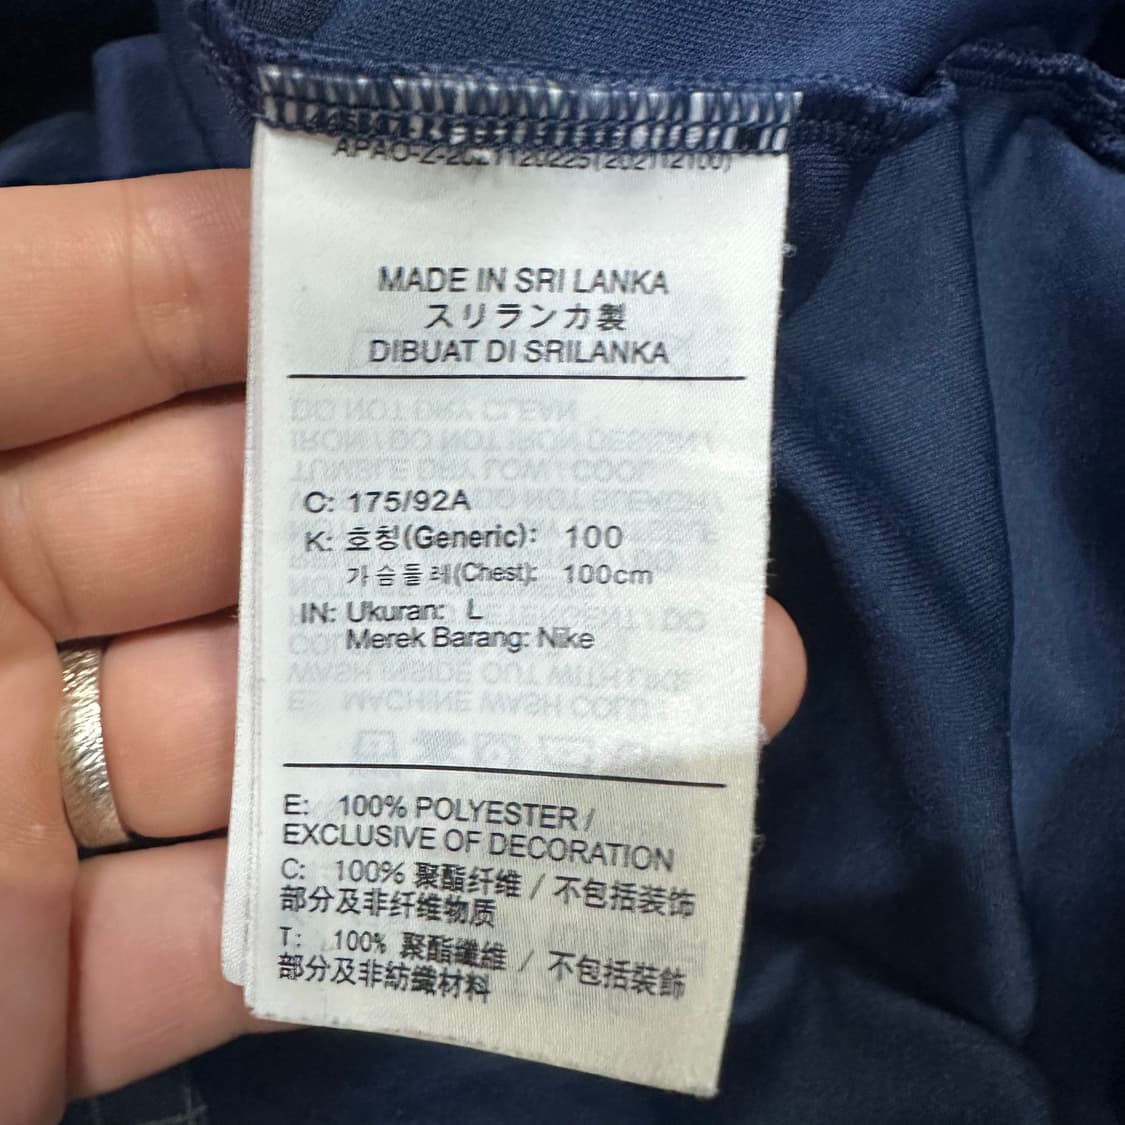 MADE IN SRI LANKA
スリランカ製
DIBUAT DI SRILANKA
C: 175/92A
K: 호칭(Generic): 100
가슴둘레(Chest): 100cm
IN: Ukuran: L
Merek Barang: Nike
E: 100% POLYESTER /
EXCLUSIVE OF DECORATION
C: 100% 聚酯纤维 / 不包括装饰
部分及非纤维物质
T: 100% 聚酯纖維 / 不包括裝飾
部分及非紡織材料